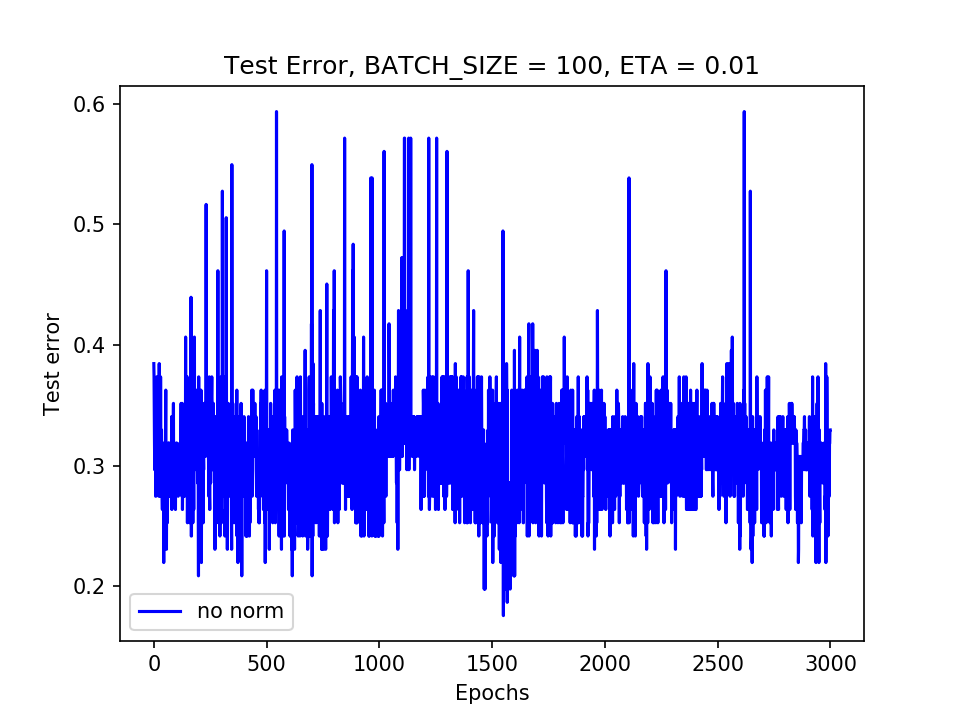 Test Error, BATCH_SIZE = 100, ETA = 0.01
0.6
0.5
0.4
0.3
0.2
Test error
no norm
0 500 1000 1500 2000 2500 3000
Epochs